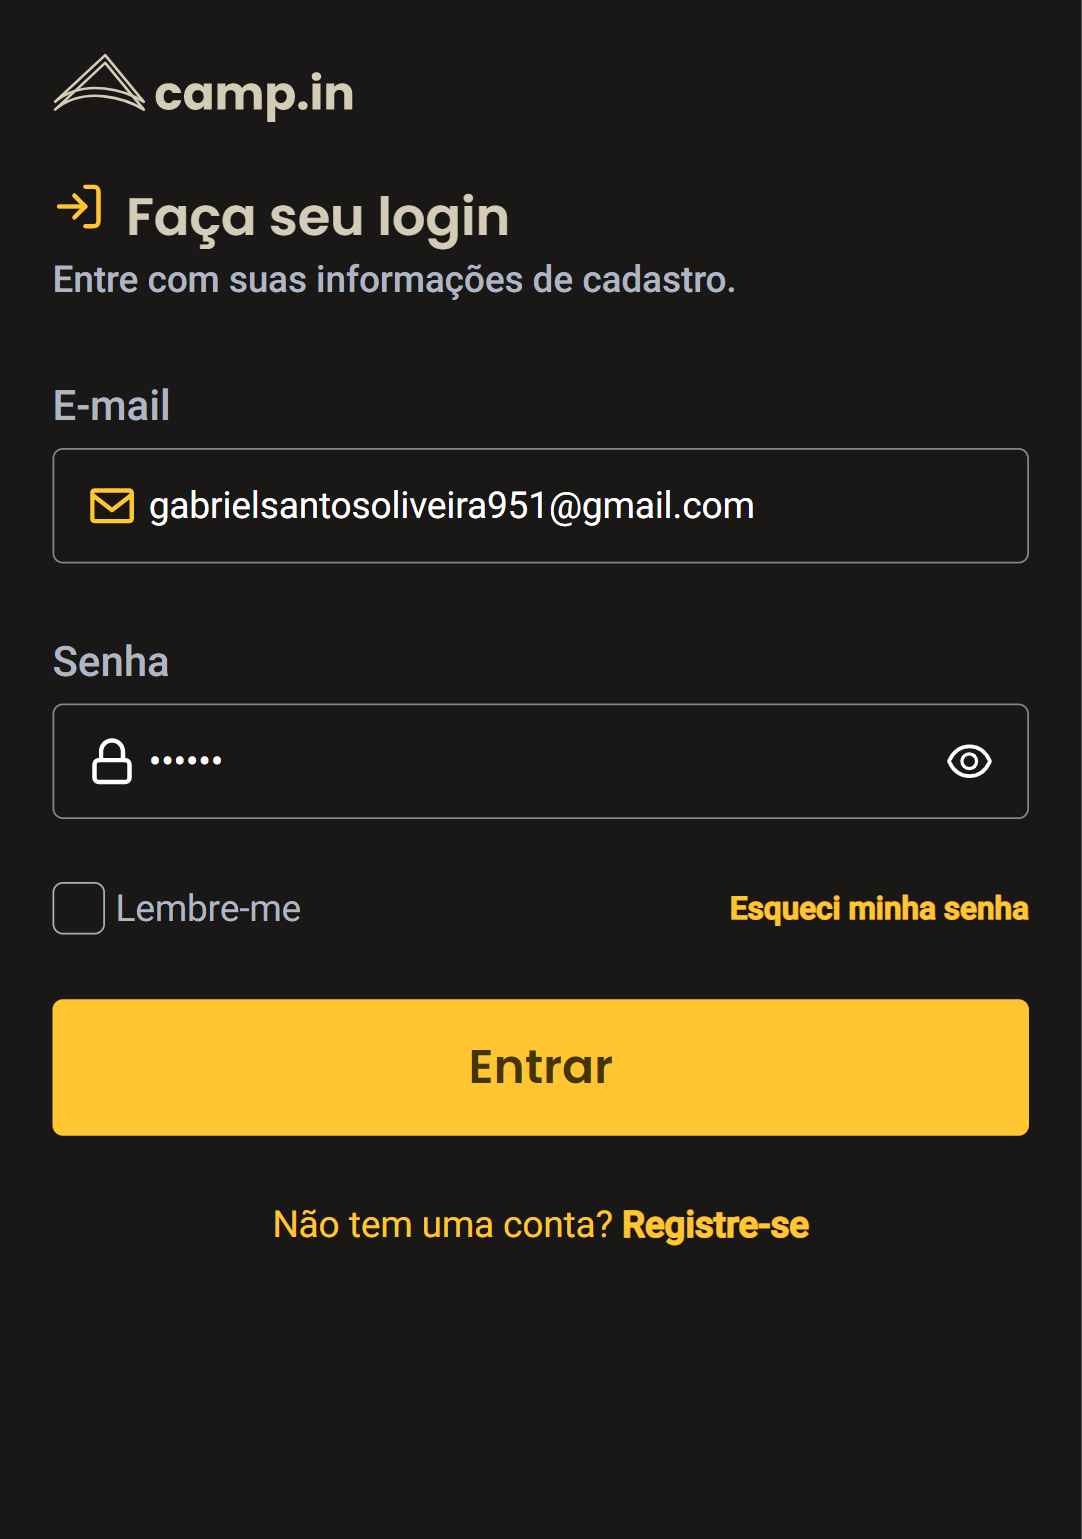 camp.in
Faça seu login
Entre com suas informações de cadastro.
E-mail
gabrielsantosoliveira951@gmail.com
Senha
••••••
Lembre-me
Esqueci minha senha
Entrar
Não tem uma conta? Registre-se